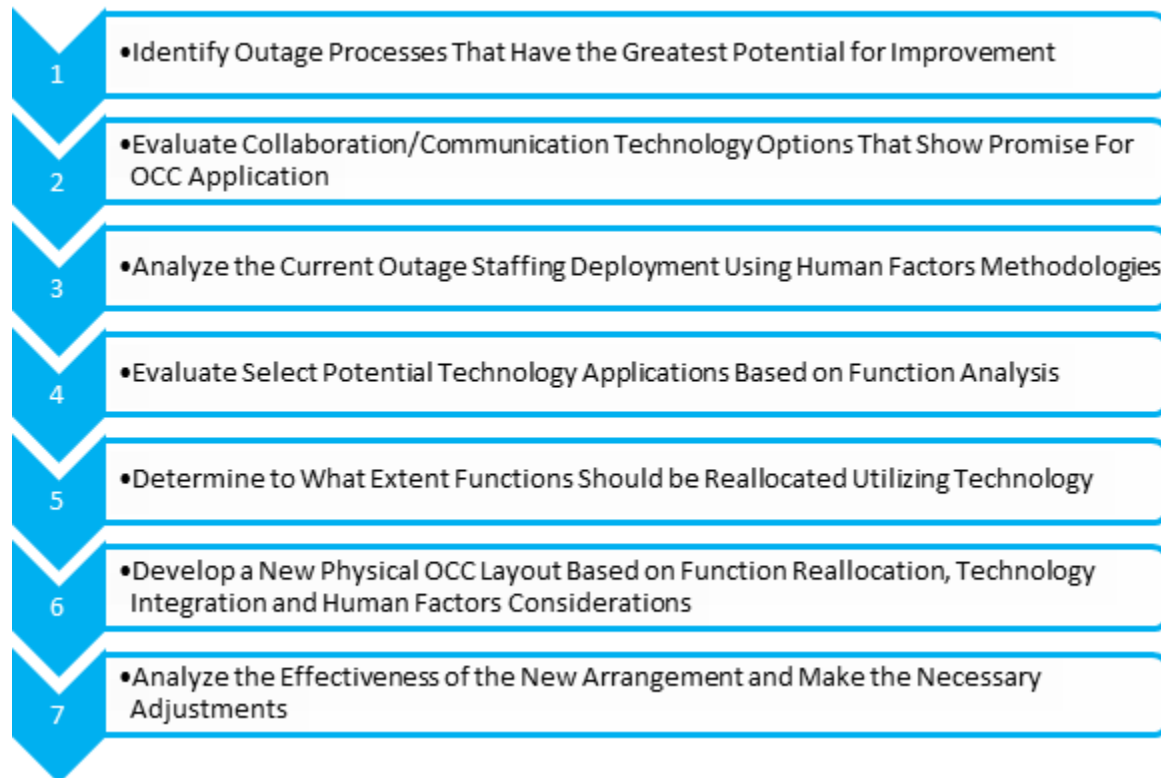 1
•Identify Outage Processes That Have the Greatest Potential for Improvement
2
•Evaluate Collaboration/Communication Technology Options That Show Promise For
OCC Application
3
•Analyze the Current Outage Staffing Deployment Using Human Factors Methodologies
4
•Evaluate Select Potential Technology Applications Based on Function Analysis
5
•Determine to What Extent Functions Should be Reallocated Utilizing Technology
6
•Develop a New Physical OCC Layout Based on Function Reallocation, Technology
Integration and Human Factors Considerations
7
•Analyze the Effectiveness of the New Arrangement and Make the Necessary
Adjustments